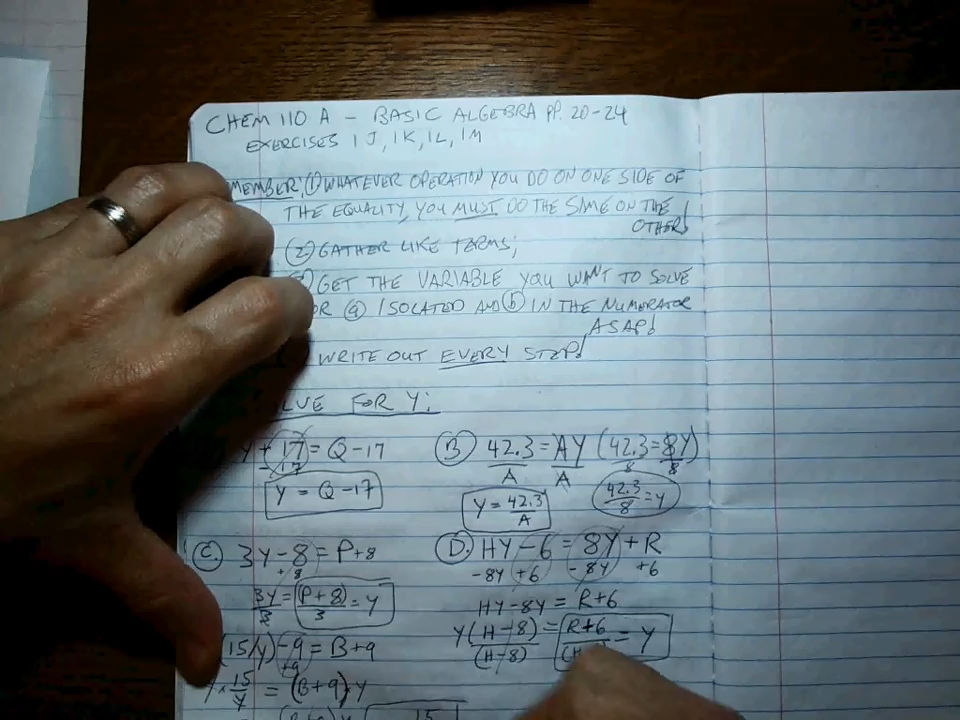 CHEM 110 A - BASIC ALGEBRA PP. 20-24
EXERCISES 1J, 1K, 1L, 1M
MEMBER; (1) WHATEVER OPERATION YOU DO ON ONE SIDE OF
THE EQUALITY, YOU MUST DO THE SAME ON THE
OTHER!
(2) GATHER LIKE TERMS;
GET THE VARIABLE YOU WANT TO SOLVE
OR (a) ISOLATED AND (b) IN THE NUMERATOR
ASAP!
WRITE OUT EVERY STEP!
LVE FOR Y:
Y + 17 = Q - 17
- 17
Y = Q - 17
(B) 42.3 = AY (42.3 = 8Y)
A A 8 8
Y = 42.3/A
42.3/8 = Y
(C) 3Y - 8 = P + 8
+ 8
3Y/3 = (P + 8)/3 = Y
(D.) HY - 6 = 8Y + R
- 8Y + 6 - 8Y + 6
HY - 8Y = R + 6
Y(H - 8)/(H - 8) = R + 6/(H = Y
(15/Y) - 9 = B + 9
+ 9
Y · 15/Y = (B + 9) · Y
15